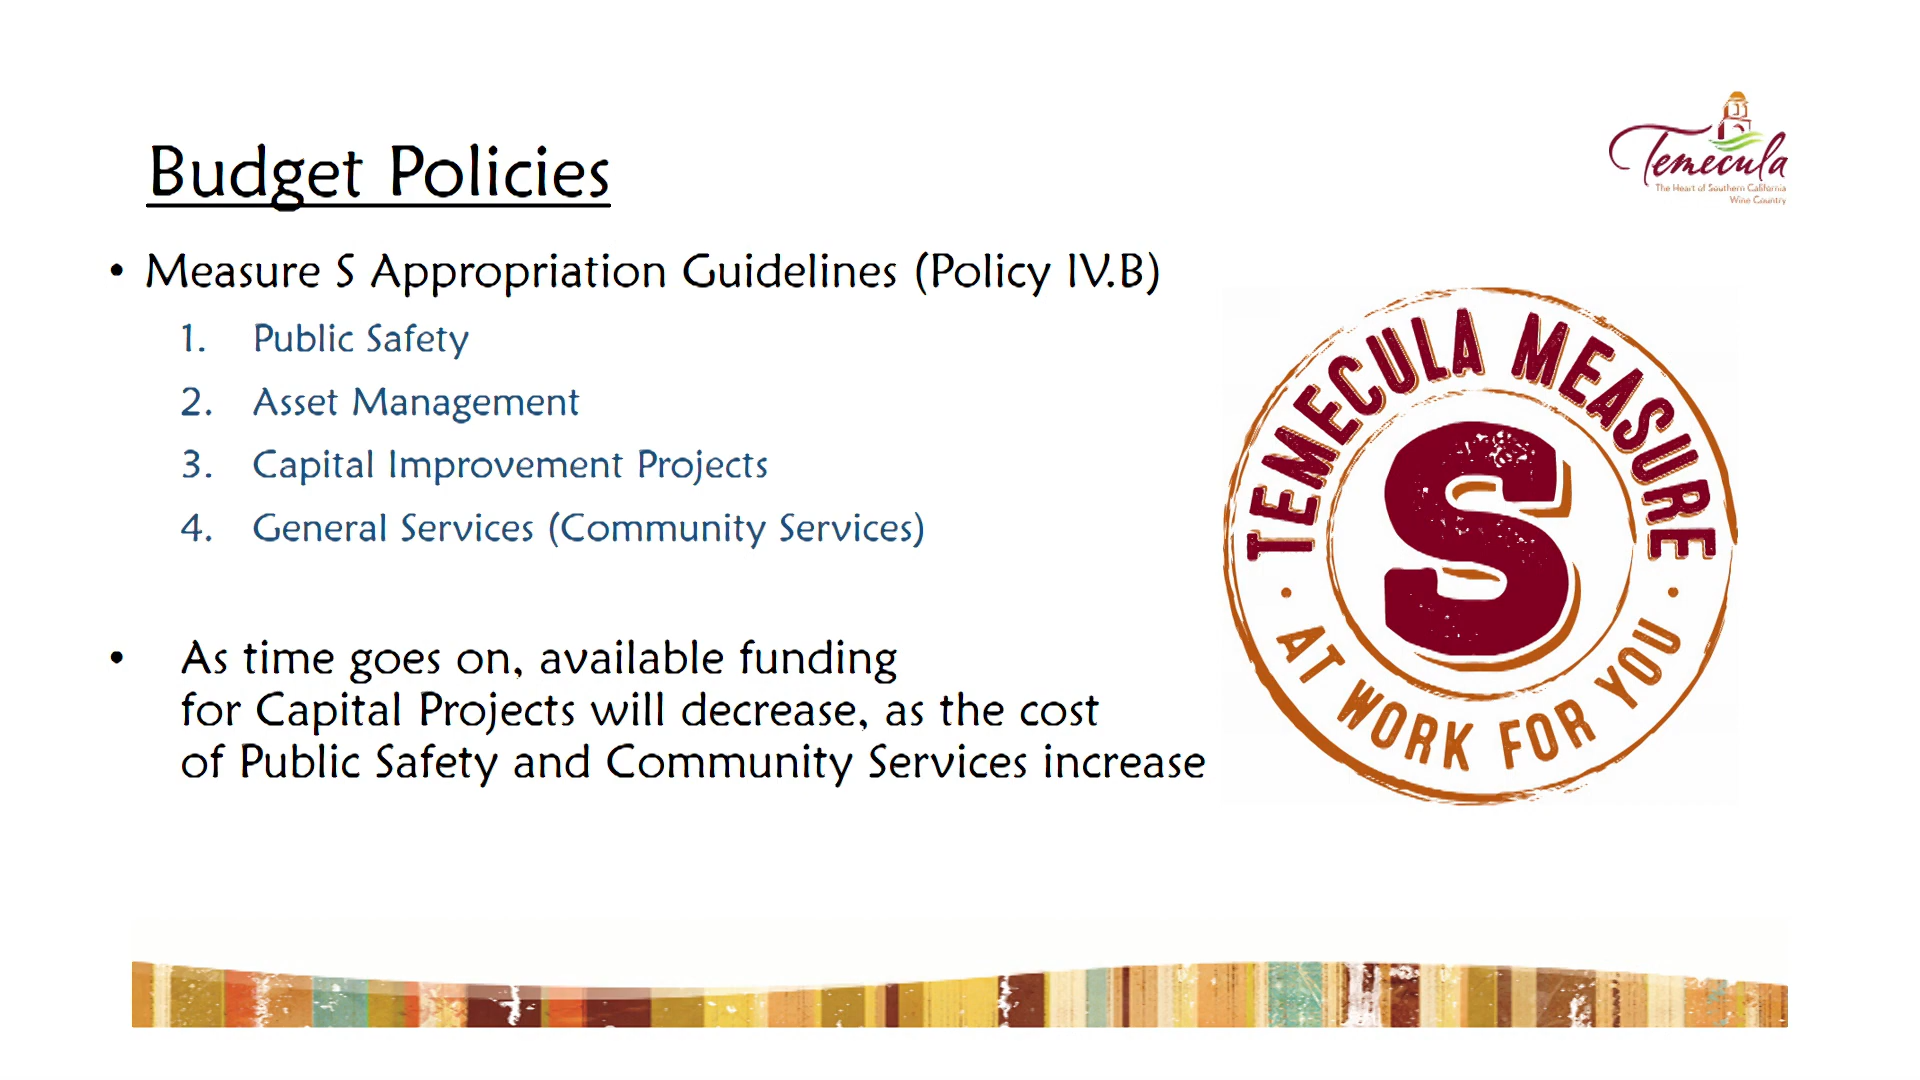 Temecula
The Heart of Southern California
Wine Country
Budget Policies
• Measure S Appropriation Guidelines (Policy IV.B)
1. Public Safety
2. Asset Management
3. Capital Improvement Projects
4. General Services (Community Services)
• As time goes on, available funding
for Capital Projects will decrease, as the cost
of Public Safety and Community Services increase
TEMECULA MEASURE
S
• AT WORK FOR YOU •